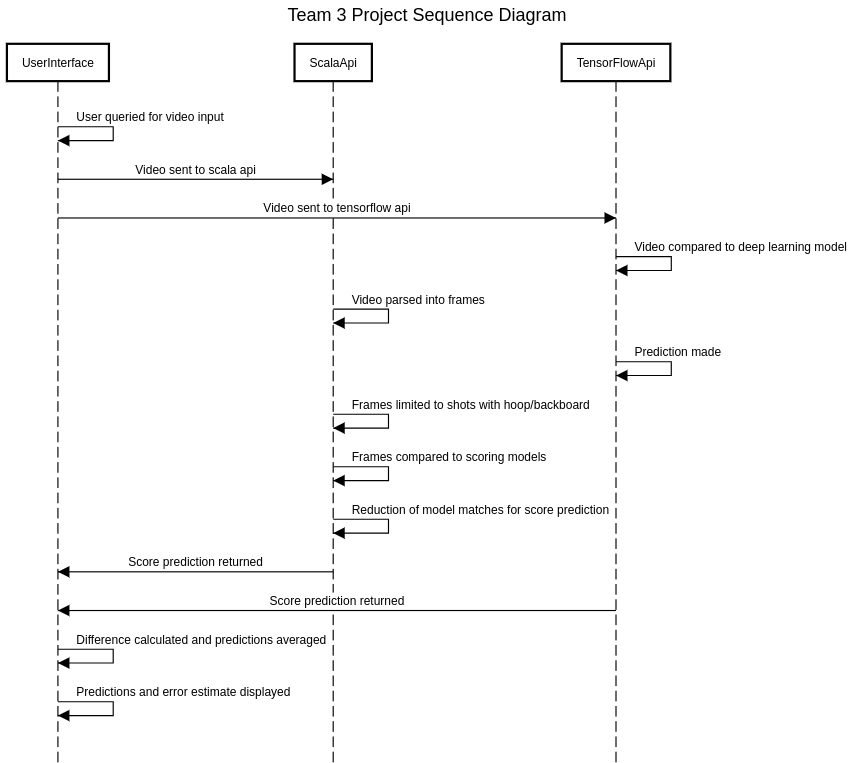 Team 3 Project Sequence Diagram
UserInterface
ScalaApi
TensorFlowApi
User queried for video input
Video sent to scala api
Video sent to tensorflow api
Video compared to deep learning model
Video parsed into frames
Prediction made
Frames limited to shots with hoop/backboard
Frames compared to scoring models
Reduction of model matches for score prediction
Score prediction returned
Score prediction returned
Difference calculated and predictions averaged
Predictions and error estimate displayed